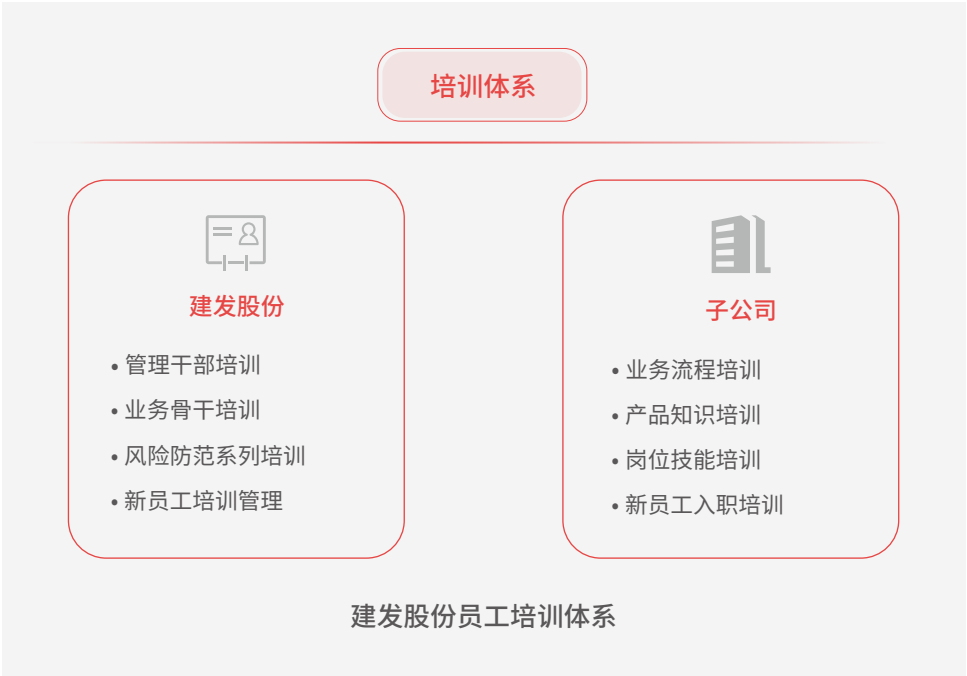 培训体系
建发股份
• 管理干部培训
• 业务骨干培训
• 风险防范系列培训
• 新员工培训管理
子公司
• 业务流程培训
• 产品知识培训
• 岗位技能培训
• 新员工入职培训
建发股份员工培训体系